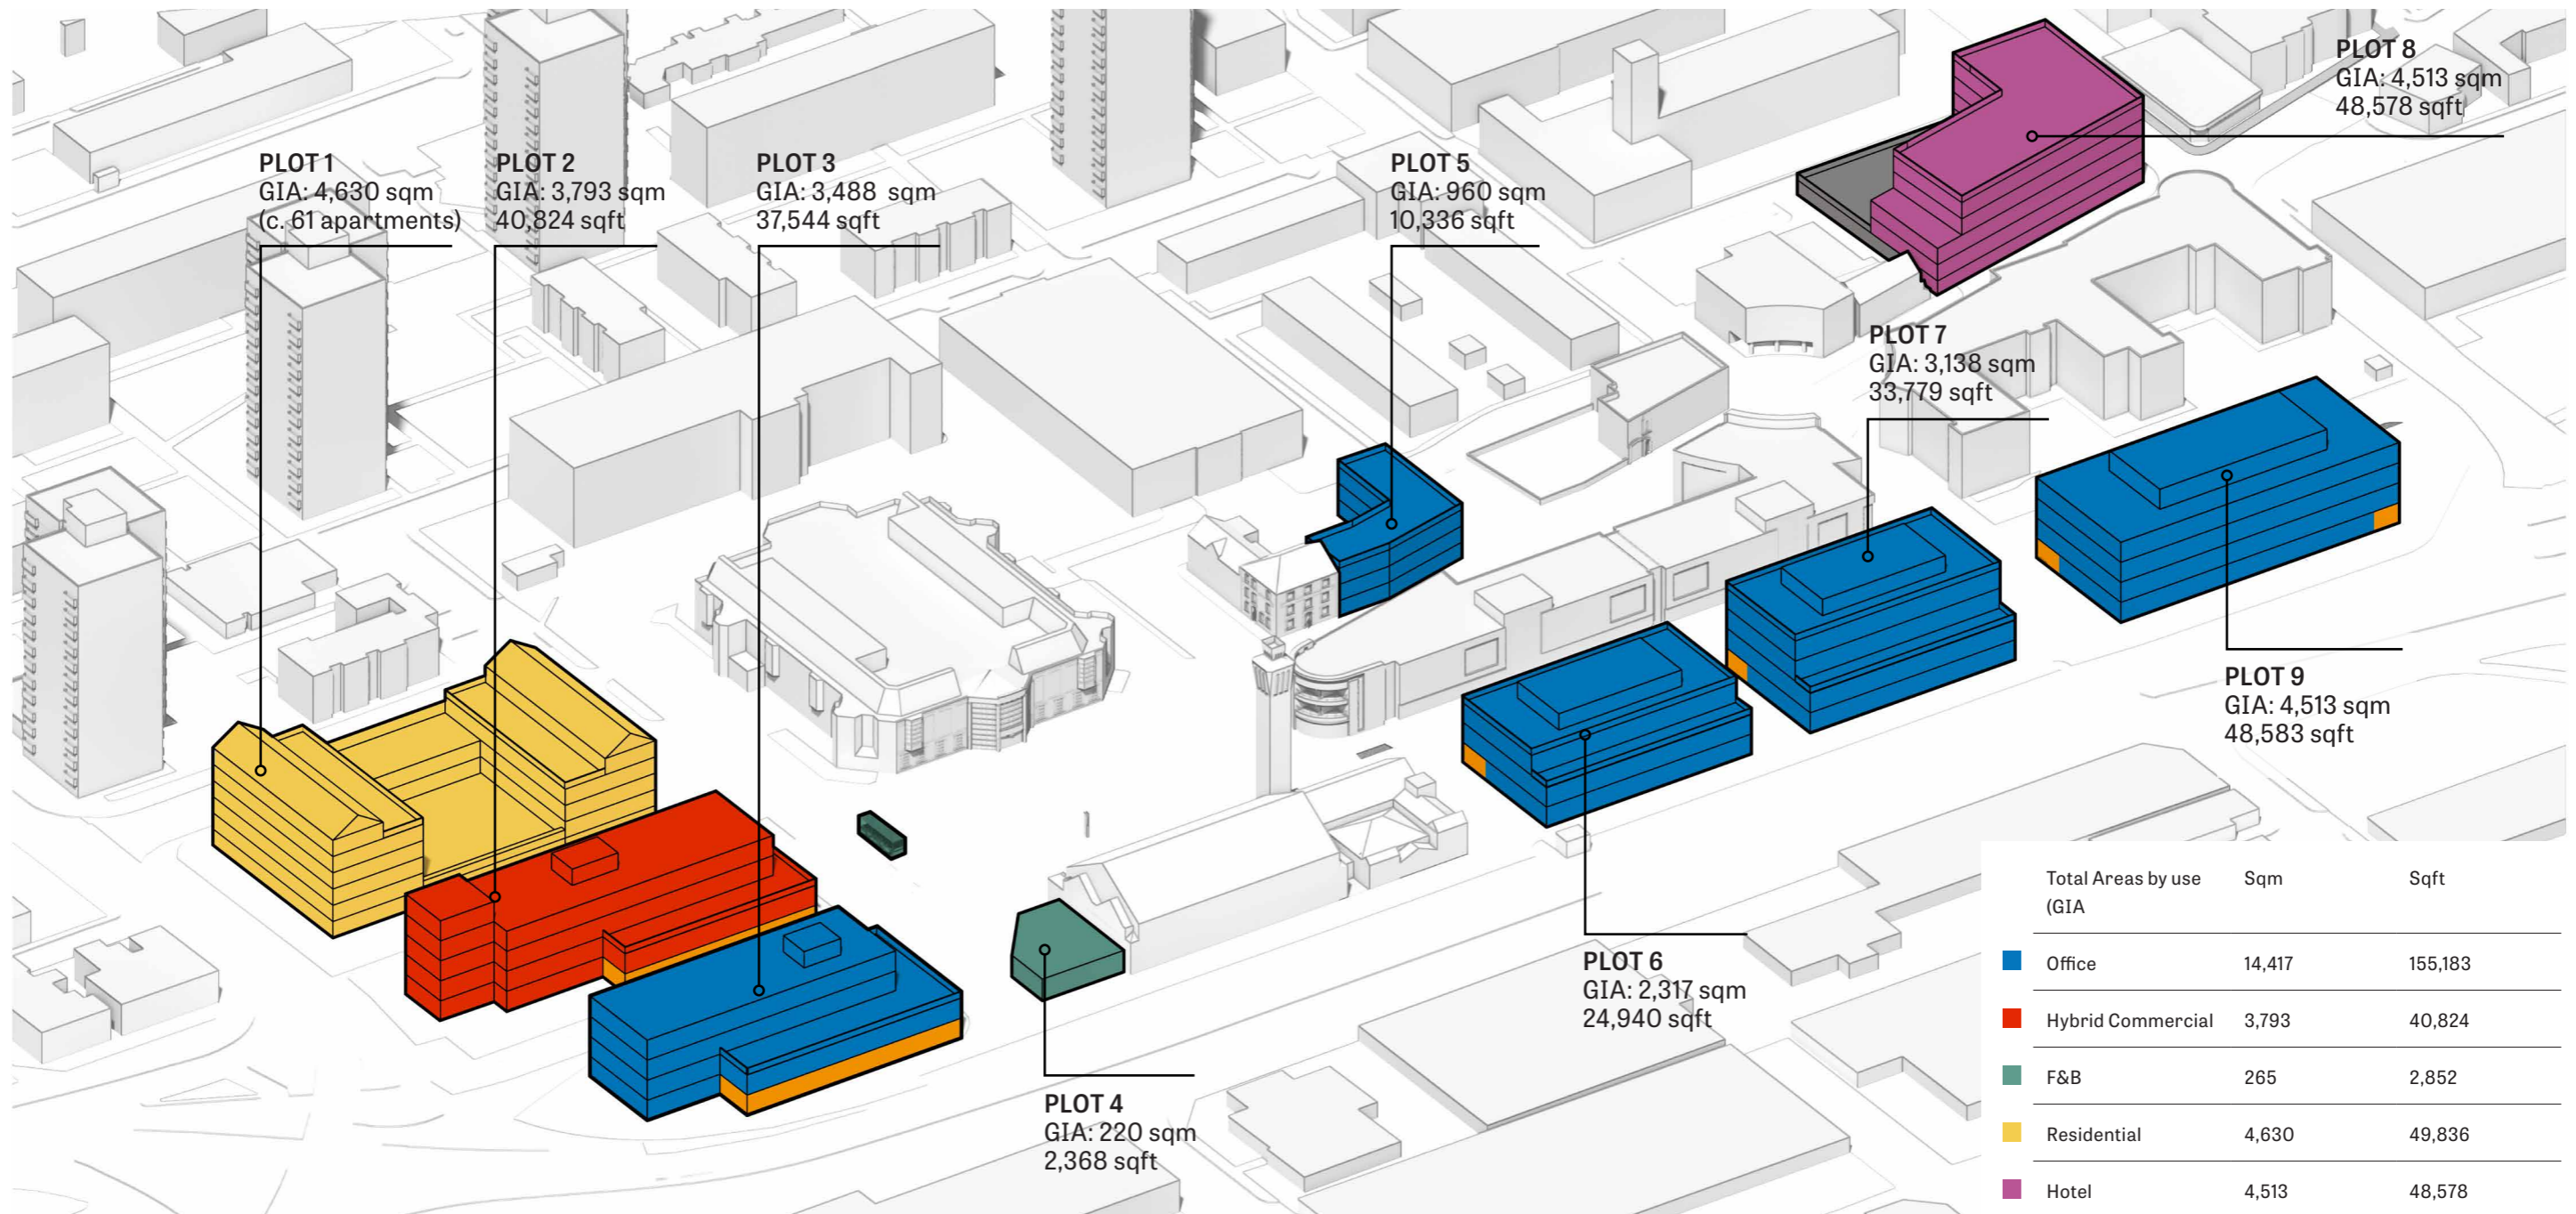 PLOT 1
GIA: 4,630 sqm
(c. 61 apartments)
PLOT 2
GIA: 3,793 sqm
40,824 sqft
PLOT 3
GIA: 3,488 sqm
37,544 sqft
PLOT 5
GIA: 960 sqm
10,336 sqft
PLOT 8
GIA: 4,513 sqm
48,578 sqft
PLOT 7
GIA: 3,138 sqm
33,779 sqft
PLOT 9
GIA: 4,513 sqm
48,583 sqft
PLOT 6
GIA: 2,317 sqm
24,940 sqft
PLOT 4
GIA: 220 sqm
2,368 sqft
Total Areas by use Sqm Sqft
(GIA
Office 14,417 155,183
Hybrid Commercial 3,793 40,824
F&B 265 2,852
Residential 4,630 49,836
Hotel 4,513 48,578